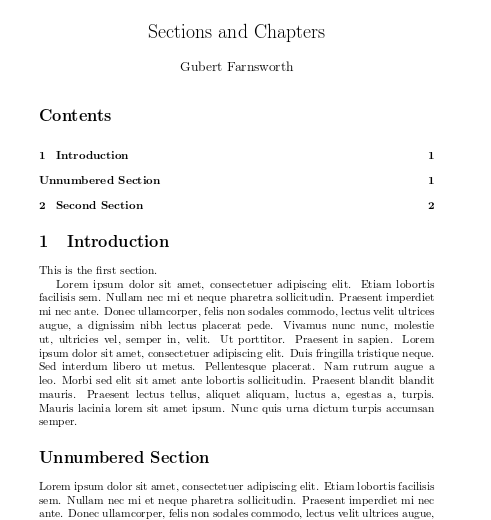 Sections and Chapters
Gubert Farnsworth
Contents
1 Introduction 1
Unnumbered Section 1
2 Second Section 2
1 Introduction
This is the first section.
Lorem ipsum dolor sit amet, consectetuer adipiscing elit. Etiam lobortis
facilisis sem. Nullam nec mi et neque pharetra sollicitudin. Praesent imperdiet
mi nec ante. Donec ullamcorper, felis non sodales commodo, lectus velit ultrices
augue, a dignissim nibh lectus placerat pede. Vivamus nunc nunc, molestie
ut, ultricies vel, semper in, velit. Ut porttitor. Praesent in sapien. Lorem
ipsum dolor sit amet, consectetuer adipiscing elit. Duis fringilla tristique neque.
Sed interdum libero ut metus. Pellentesque placerat. Nam rutrum augue a
leo. Morbi sed elit sit amet ante lobortis sollicitudin. Praesent blandit blandit
mauris. Praesent lectus tellus, aliquet aliquam, luctus a, egestas a, turpis.
Mauris lacinia lorem sit amet ipsum. Nunc quis urna dictum turpis accumsan
semper.
Unnumbered Section
Lorem ipsum dolor sit amet, consectetuer adipiscing elit. Etiam lobortis facilisis
sem. Nullam nec mi et neque pharetra sollicitudin. Praesent imperdiet mi nec
ante. Donec ullamcorper, felis non sodales commodo, lectus velit ultrices augue,